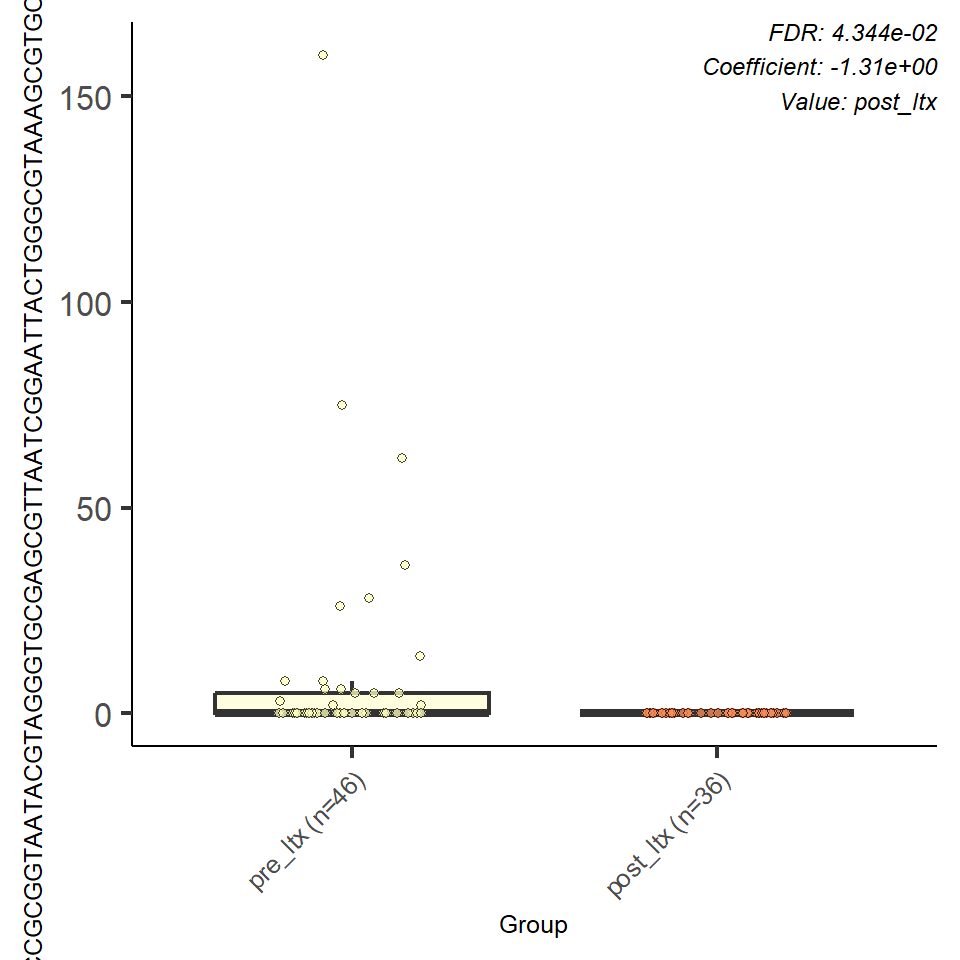 CCGCGGTAATACGTAGGGTGCGAGCGTTAATCGGAATTACTGGGCGTAAAGCGTGC
FDR: 4.344e-02
Coefficient: -1.31e+00
Value: post_ltx
150
100
50
0
pre_ltx (n=46)
post_ltx (n=36)
Group